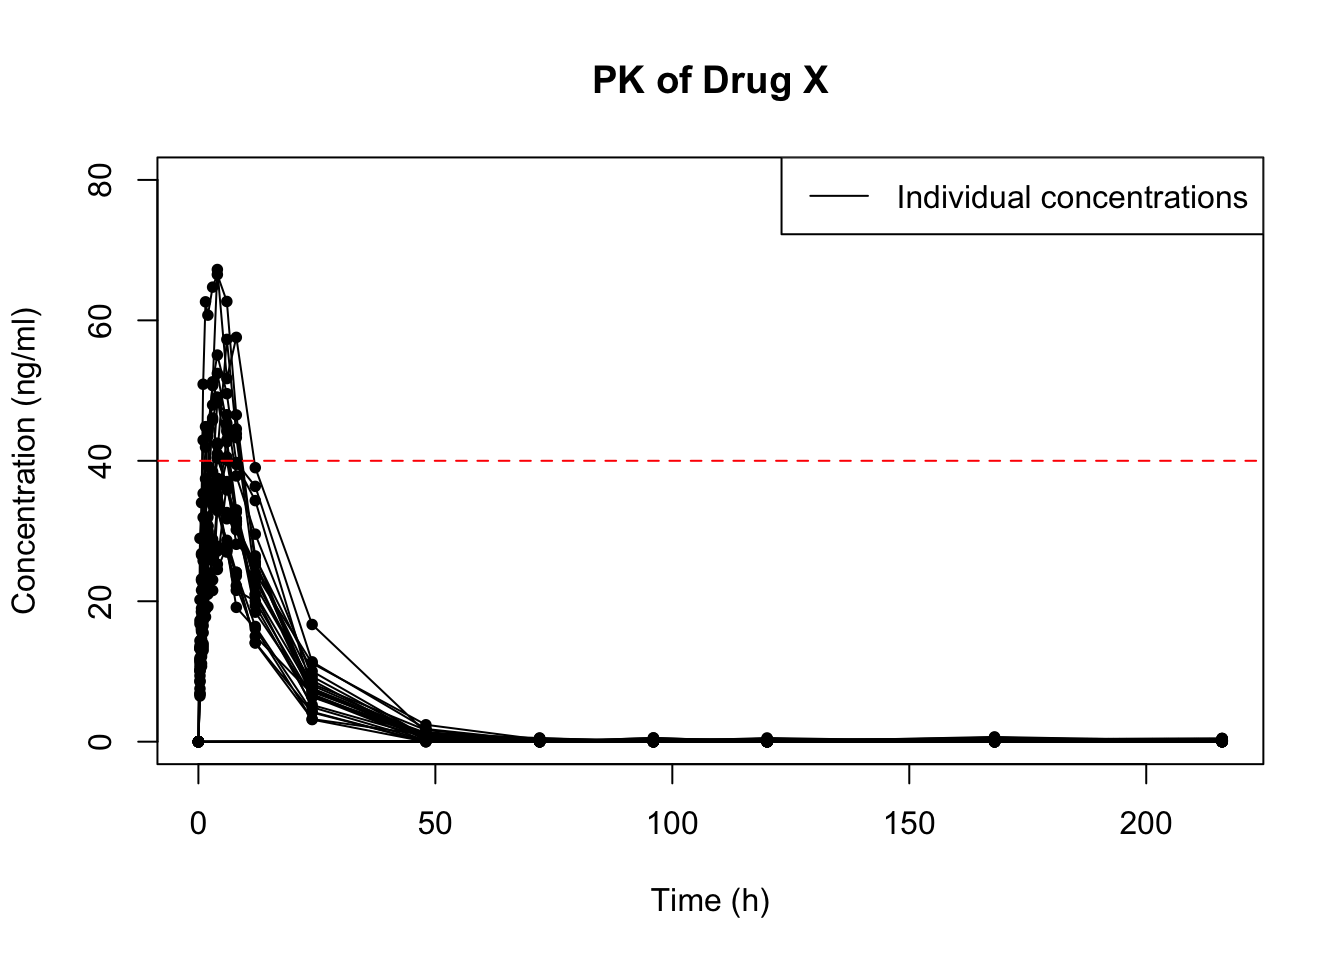 PK of Drug X
Individual concentrations
Concentration (ng/ml)
80
60
40
20
0
0 50 100 150 200
Time (h)